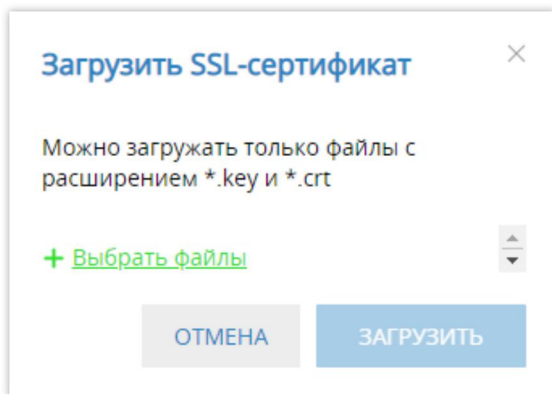 Загрузить SSL-сертификат
Можно загружать только файлы с
расширением *.key и *.crt
+ Выбрать файлы
ОТМЕНА
ЗАГРУЗИТЬ